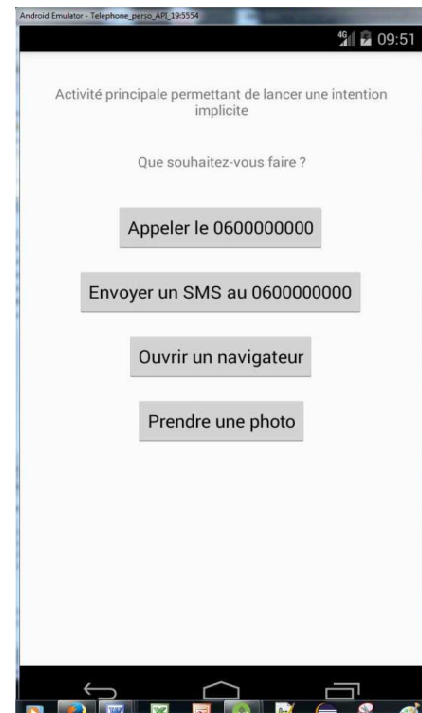 Android Emulator - Telephone_perso_API_19:5554
4G 09:51
Activité principale permettant de lancer une intention
implicite
Que souhaitez-vous faire ?
Appeler le 0600000000
Envoyer un SMS au 0600000000
Ouvrir un navigateur
Prendre une photo